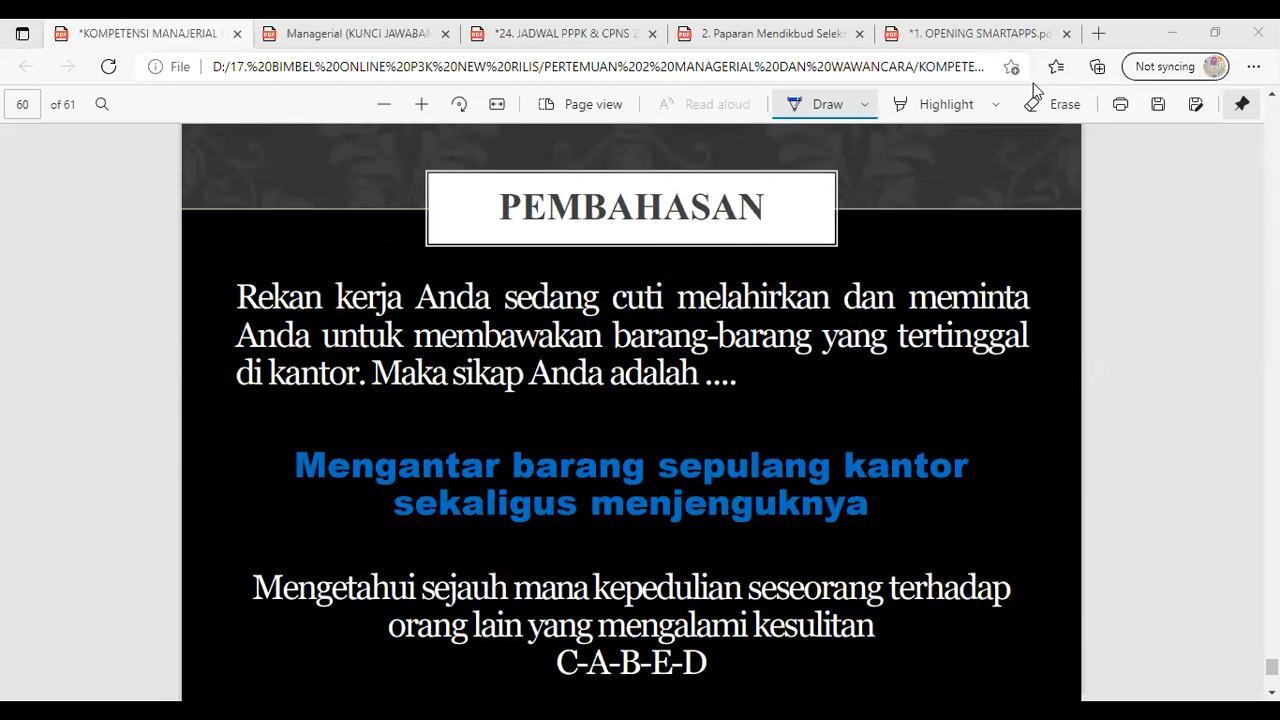 *KOMPETENSI MANAJERIAL
Managerial (KUNCI JAWABA
*24. JADWAL PPPK & CPNS 2
2. Paparan Mendikbud Selek
*1. OPENING SMARTAPPS.pd
File
D:/17.%20BIMBEL%20ONLINE%20P3K%20NEW%20RILIS/PERTEMUAN%202%20MANAGERIAL%20DAN%20WAWANCARA/KOMPETE...
Not syncing
60 of 61
Page view
Read aloud
Draw
Highlight
Erase
PEMBAHASAN
Rekan kerja Anda sedang cuti melahirkan dan meminta
Anda untuk membawakan barang-barang yang tertinggal
di kantor. Maka sikap Anda adalah ....
Mengantar barang sepulang kantor
sekaligus menjenguknya
Mengetahui sejauh mana kepedulian seseorang terhadap
orang lain yang mengalami kesulitan
C-A-B-E-D